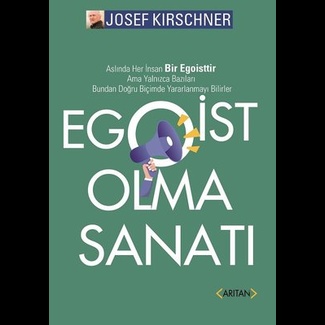 JOSEF KIRSCHNER
Aslında Her İnsan Bir Egoisttir
Ama Yalnızca Bazıları
Bundan Doğru Biçimde Yararlanmayı Bilirler
EGOİST
OLMA
SANATI
ARITAN